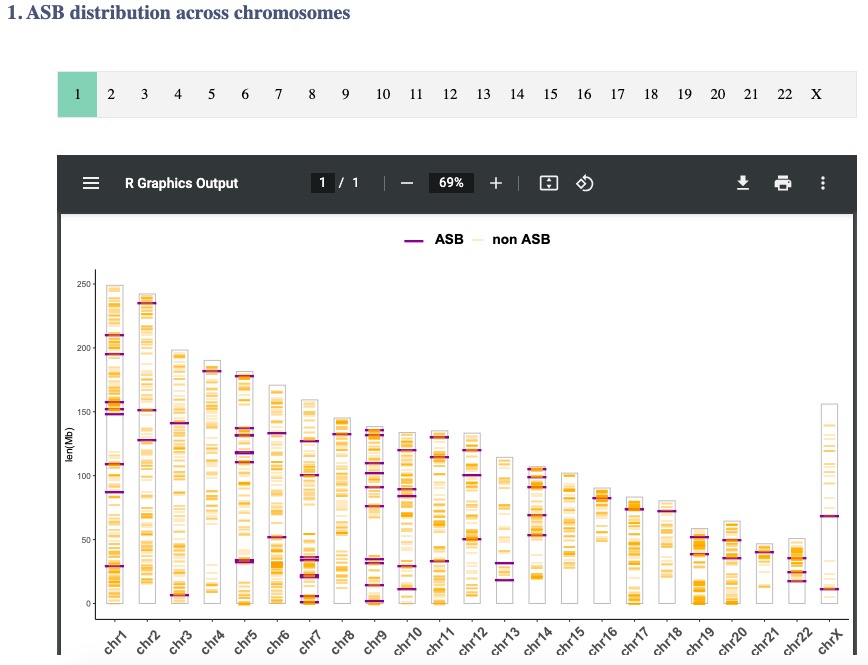 1. ASB distribution across chromosomes
1 2 3 4 5 6 7 8 9 10 11 12 13 14 15 16 17 18 19 20 21 22 X
R Graphics Output 1 / 1 69%
ASB non ASB
250
200
150
100
50
0
len(Mb)
chr1 chr2 chr3 chr4 chr5 chr6 chr7 chr8 chr9 chr10 chr11 chr12 chr13 chr14 chr15 chr16 chr17 chr18 chr19 chr20 chr21 chr22 chrX